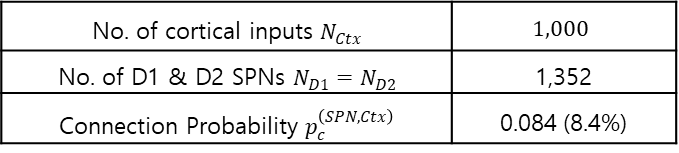 No. of cortical inputs N_Ctx 1,000
No. of D1 & D2 SPNs N_D1 = N_D2 1,352
Connection Probability p_c^(SPN,Ctx) 0.084 (8.4%)